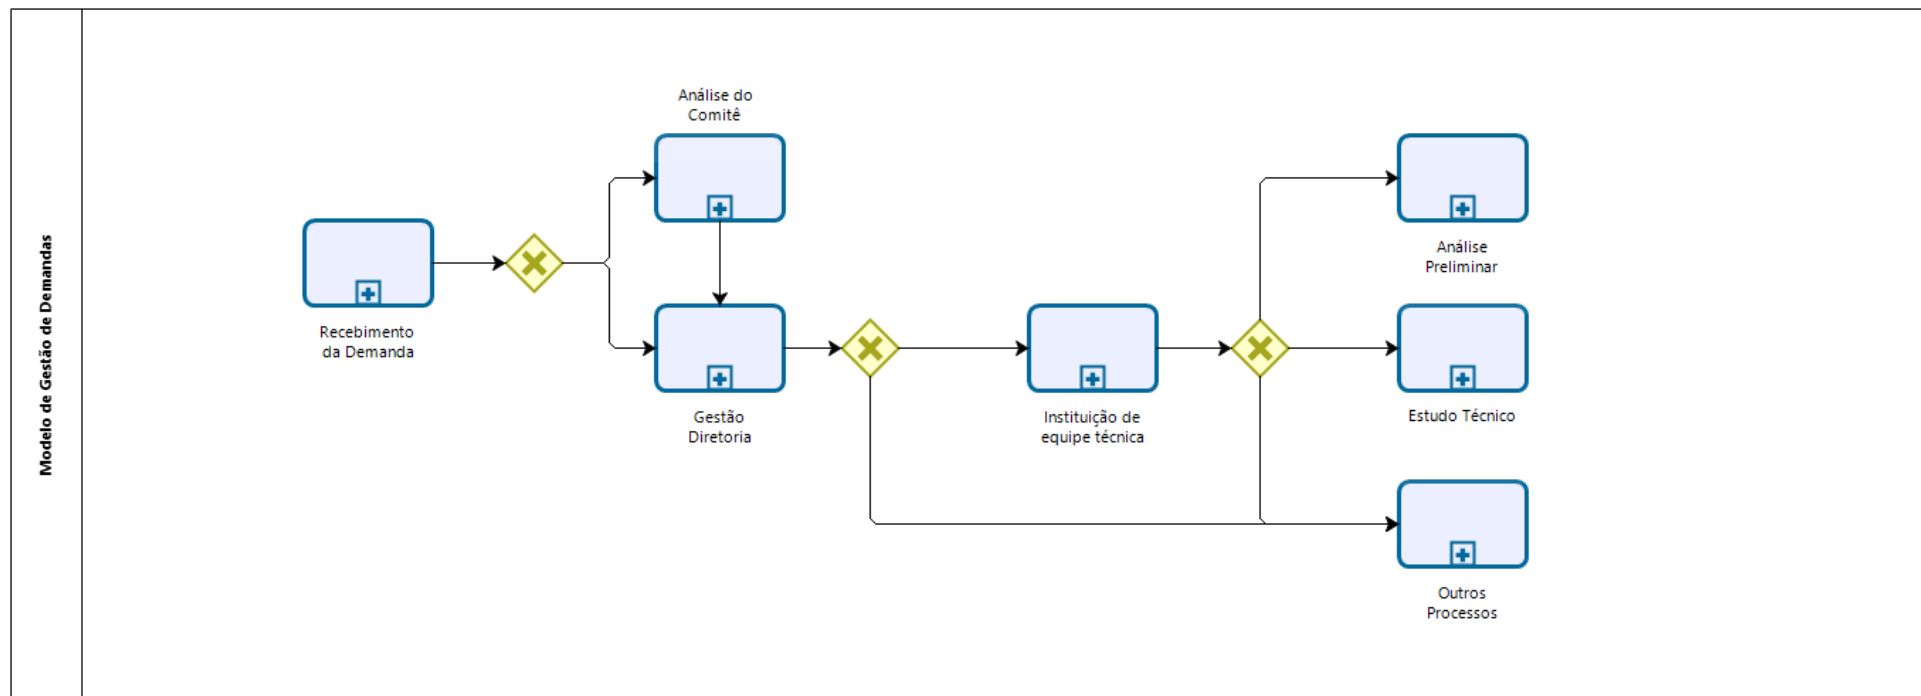 Modelo de Gestão de Demandas
Análise do
Comitê
Recebimento
da Demanda
Gestão
Diretoria
Instituição de
equipe técnica
Análise
Preliminar
Estudo Técnico
Outros
Processos